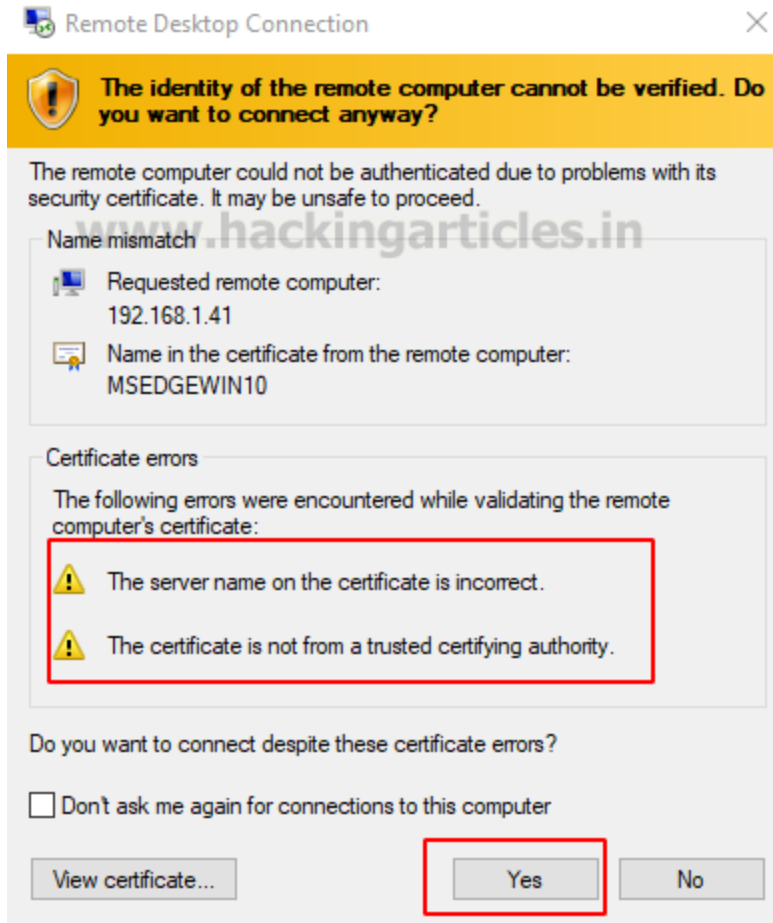 Remote Desktop Connection
The identity of the remote computer cannot be verified. Do
you want to connect anyway?
The remote computer could not be authenticated due to problems with its
security certificate. It may be unsafe to proceed.
www.hackingarticles.in
Name mismatch
Requested remote computer:
192.168.1.41
Name in the certificate from the remote computer:
MSEDGEWIN10
Certificate errors
The following errors were encountered while validating the remote
computer's certificate:
The server name on the certificate is incorrect.
The certificate is not from a trusted certifying authority.
Do you want to connect despite these certificate errors?
Don't ask me again for connections to this computer
View certificate...
Yes
No